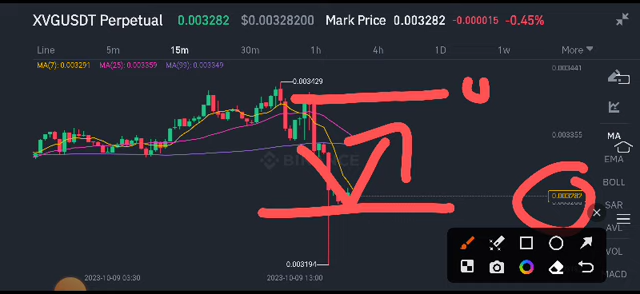 XVGUSDT Perpetual 0.003282 $0.00328200 Mark Price 0.003282 -0.000015 -0.45%
Line 5m 15m 30m 1h 4h 1D 1w More
MA(7): 0.003291 MA(25): 0.003359 MA(99): 0.003349
0.003441
0.003429
0.003355
MA
EMA
BINANCE
BOLL
0.003282
SAR
AVL
VOL
0.003194
MACD
2023-10-09 03:30 2023-10-09 13:00